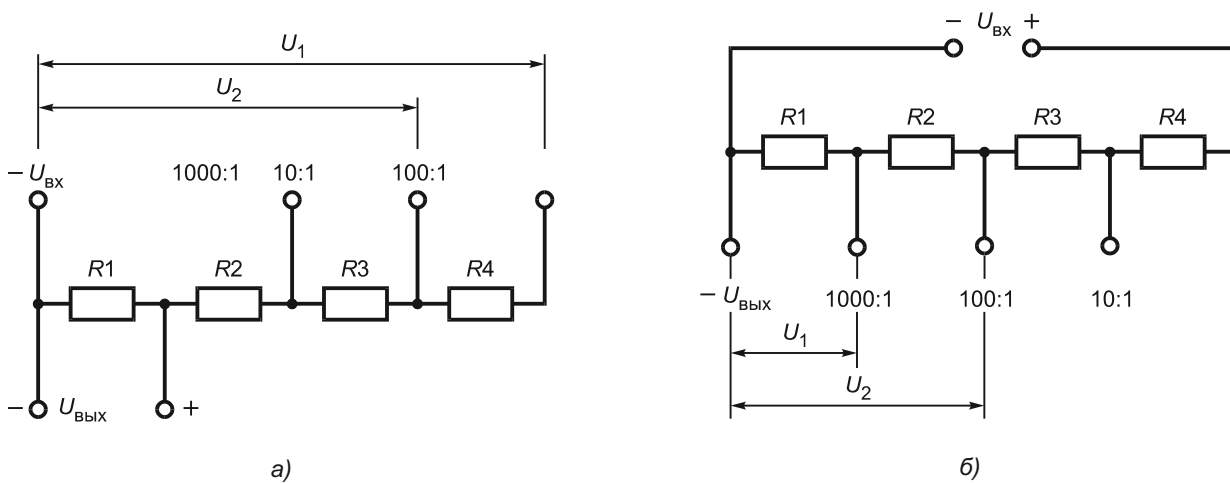 U1
U2
− Uвх 1000:1 10:1 100:1
R1 R2 R3 R4
− Uвых +
а)
− Uвх +
R1 R2 R3 R4
− Uвых 1000:1 100:1 10:1
U1
U2
б)